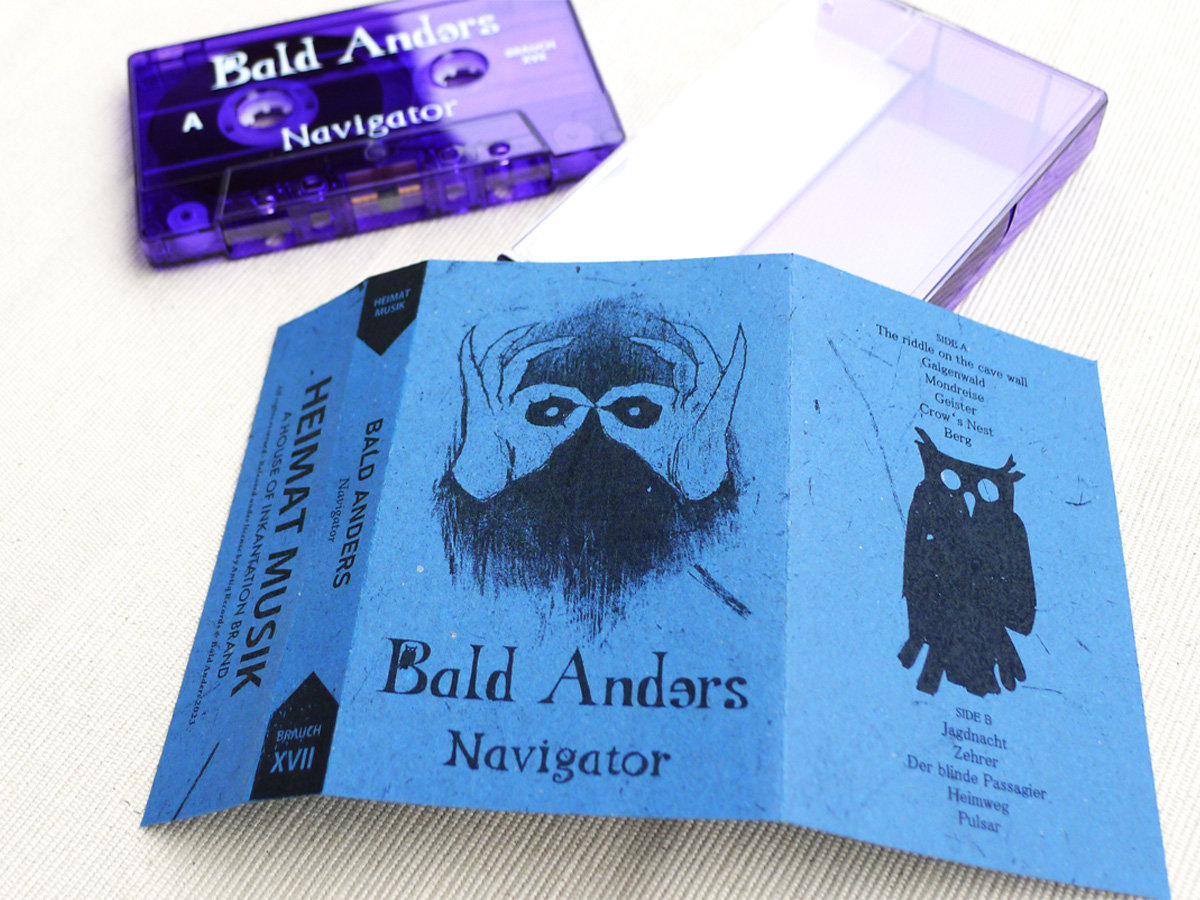 Bald Andərs
BRAUCH
XVII
A
Navigator
HEIMAT
MUSIK
HEIMAT MUSIK
A HOUSE OF INKANTATION BRAND
BALD ANDERS
Navigator
BRAUCH
XVII
Bald Andərs
Navigator
SIDE A
The riddle on the cave wall
Galgenwald
Mondreise
Geister
Crow's Nest
Berg
SIDE B
Jagdnacht
Zehrer
Der blinde Passagier
Heimweg
Pulsar